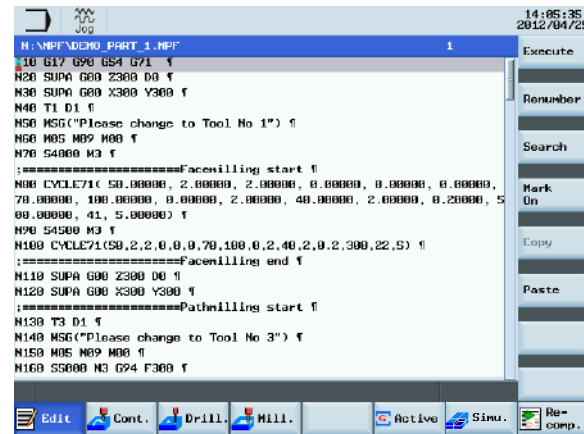 Jog
14:05:35
2012/04/25
N:\MPF\DEMO_PART_1.MPF 1
N10 G17 G90 G54 G71 ¶
N20 SUPA G00 Z300 D0 ¶
N30 SUPA G00 X300 Y300 ¶
N40 T1 D1 ¶
N50 MSG("Please change to Tool No 1") ¶
N60 M05 M09 M00 ¶
N70 S4000 M3 ¶
;=====================Facemilling start ¶
N80 CYCLE71( 50.00000, 2.00000, 2.00000, 0.00000, 0.00000, 0.00000,
70.00000, 100.00000, 0.00000, 2.00000, 40.00000, 2.00000, 0.20000, 5
00.00000, 41, 5.00000) ¶
N90 S4500 M3 ¶
N100 CYCLE71(50,2,2,0,0,0,70,100,0,2,40,2,0.2,300,22,5) ¶
;=====================Facemilling end ¶
N110 SUPA G00 Z300 D0 ¶
N120 SUPA G00 X300 Y300 ¶
;=====================Pathmilling start ¶
N130 T3 D1 ¶
N140 MSG("Please change to Tool No 3") ¶
N150 M05 M09 M00 ¶
N160 S5000 M3 G94 F300 ¶
Execute
Renumber
Search
Mark
On
Copy
Paste
Edit Cont. Drill. Mill. Active Simu. Re-
comp.